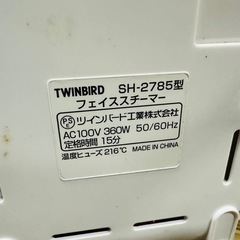 TWINBIRD SH-2785型
フェイススチーマー
PSE ツインバード工業株式会社
AC100V 360W 50/60Hz
定格時間 15分
温度ヒューズ 216℃ MADE IN CHINA